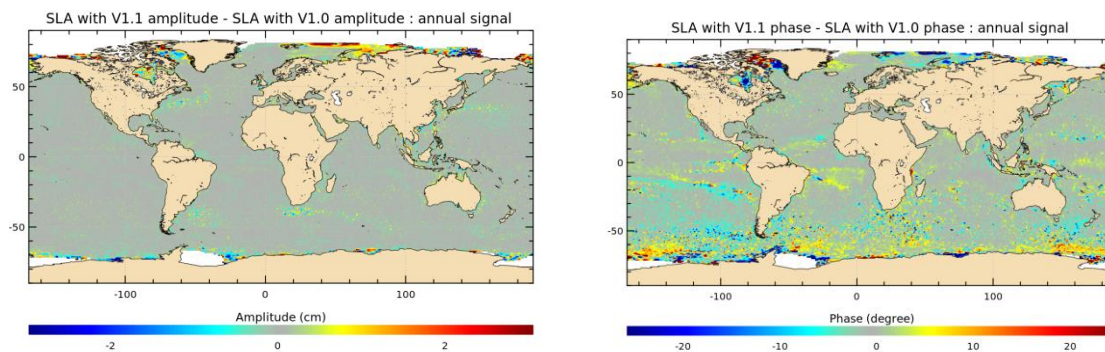 SLA with V1.1 amplitude - SLA with V1.0 amplitude : annual signal
50
0
-50
-100 0 100
Amplitude (cm)
-2 0 2
SLA with V1.1 phase - SLA with V1.0 phase : annual signal
50
0
-50
-100 0 100
Phase (degree)
-20 -10 0 10 20